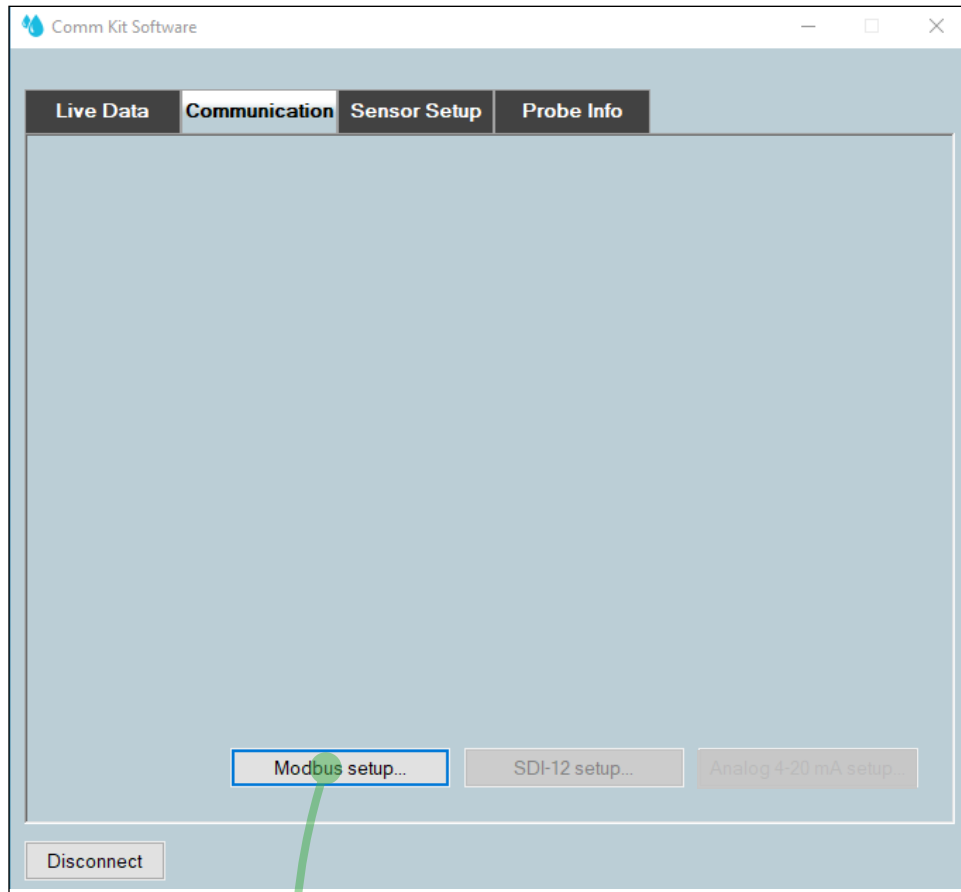 Comm Kit Software
Live Data Communication Sensor Setup Probe Info
Modbus setup... SDI-12 setup... Analog 4-20 mA setup...
Disconnect